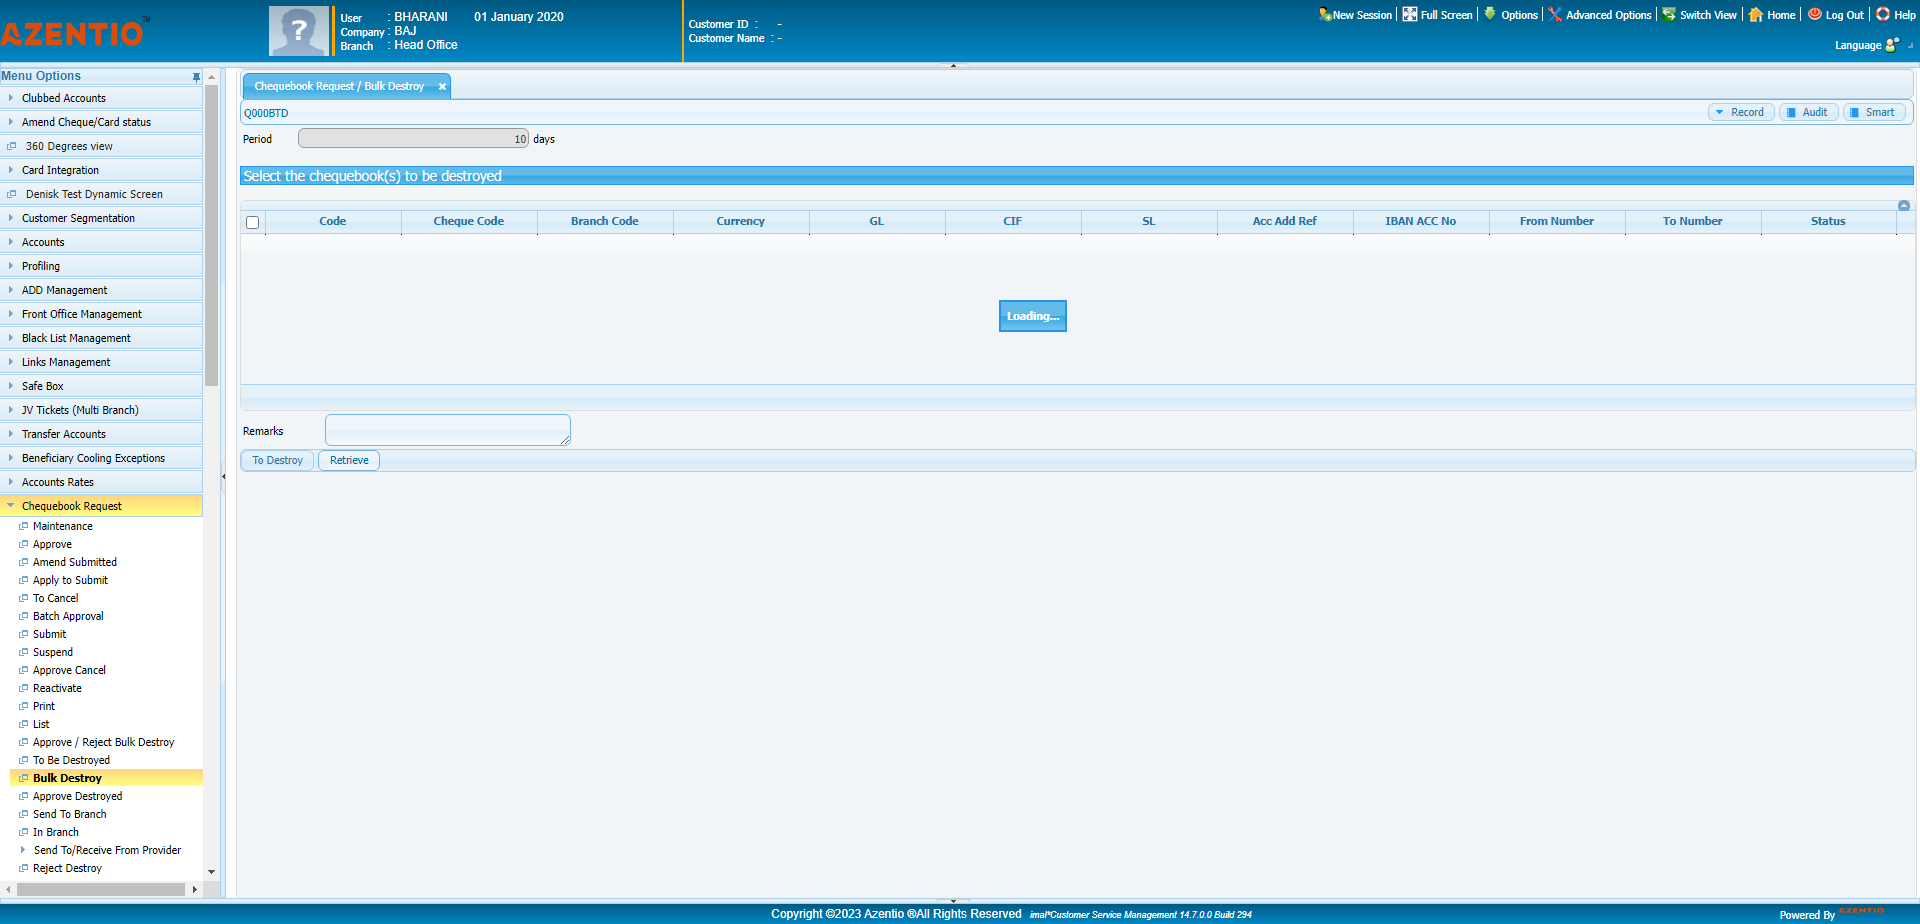 AZENTIO™
User : BHARANI 01 January 2020
Company : BAJ
Branch : Head Office
Customer ID : -
Customer Name : -
New Session Full Screen Options Advanced Options Switch View Home Log Out Help
Language
Menu Options
Clubbed Accounts
Amend Cheque/Card status
360 Degrees view
Card Integration
Denisk Test Dynamic Screen
Customer Segmentation
Accounts
Profiling
ADD Management
Front Office Management
Black List Management
Links Management
Safe Box
JV Tickets (Multi Branch)
Transfer Accounts
Beneficiary Cooling Exceptions
Accounts Rates
Chequebook Request
Maintenance
Approve
Amend Submitted
Apply to Submit
To Cancel
Batch Approval
Submit
Suspend
Approve Cancel
Reactivate
Print
List
Approve / Reject Bulk Destroy
To Be Destroyed
Bulk Destroy
Approve Destroyed
Send To Branch
In Branch
Send To/Receive From Provider
Reject Destroy
Chequebook Request / Bulk Destroy
Q000BTD
Record Audit Smart
Period 10 days
Select the chequebook(s) to be destroyed
Code Cheque Code Branch Code Currency GL CIF SL Acc Add Ref IBAN ACC No From Number To Number Status
Loading...
Remarks
To Destroy Retrieve
Copyright ©2023 Azentio ®All Rights Reserved imal*Customer Service Management 14.7.0.0 Build 294
Powered By AZENTIO